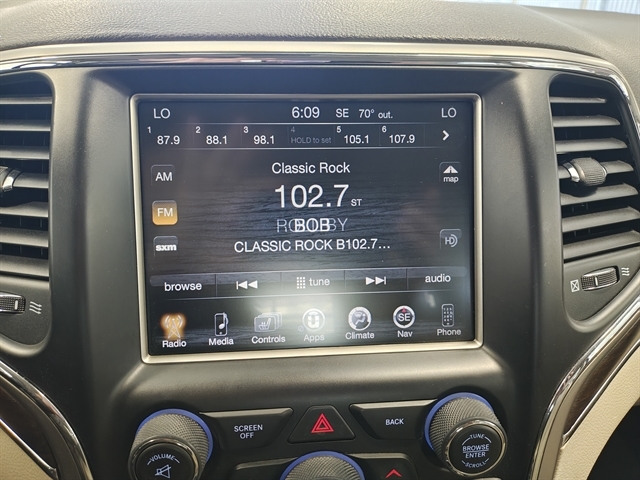 LO 6:09 SE 70° out. LO
1 87.9 2 88.1 3 98.1 4 HOLD to set 5 105.1 6 107.9
Classic Rock
AM map
102.7 ST
FM
BOB HD
sxm CLASSIC ROCK B102.7...
browse tune audio
Radio Media Controls Apps Climate SE Nav Phone
SCREEN OFF BACK
VOLUME BROWSE ENTER TUNE SCROLL